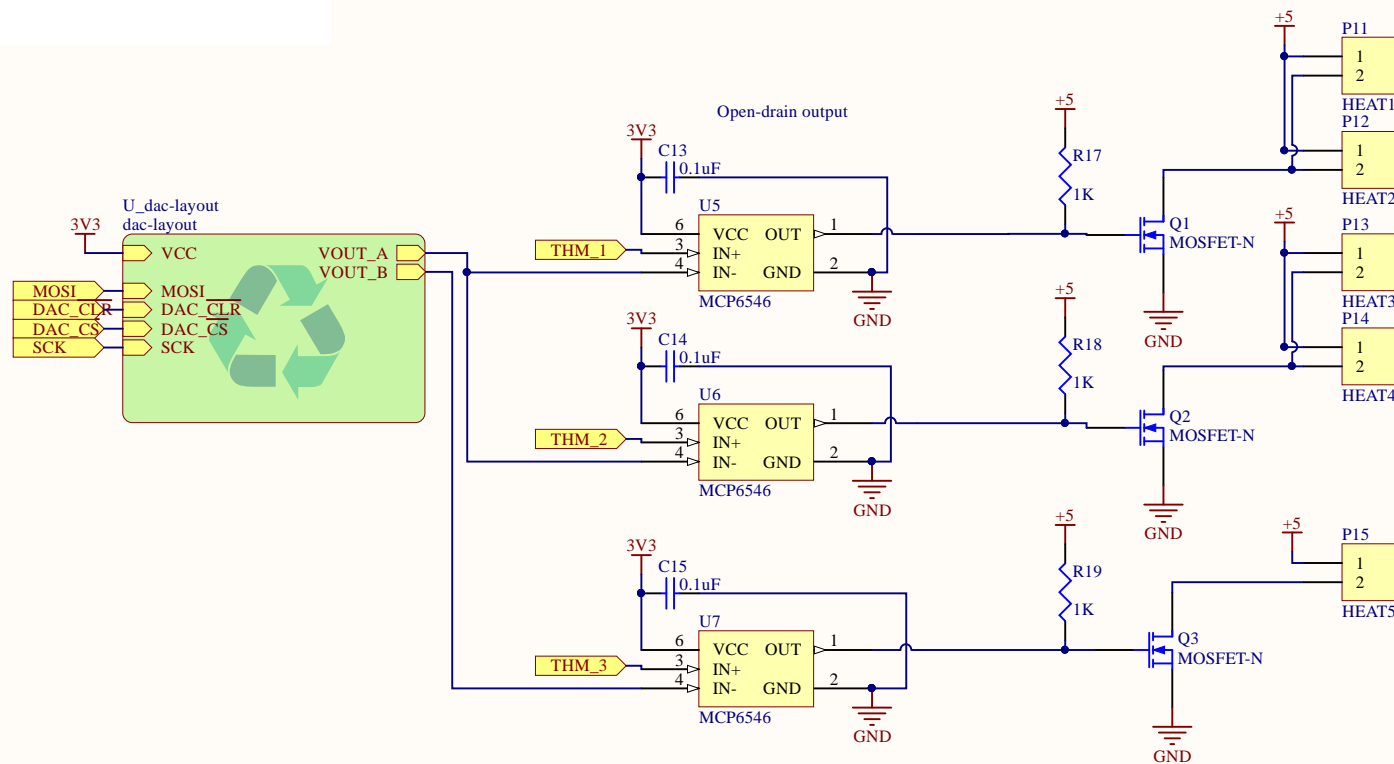 Open-drain output
U_dac-layout
dac-layout
3V3
VCC
VOUT_A
VOUT_B
MOSI
MOSI
DAC_CLR
DAC_CLR
DAC_CS
DAC_CS
SCK
SCK
3V3
C13
0.1uF
U5
6
VCC
OUT
1
THM_1
3
IN+
4
IN-
GND
2
MCP6546
GND
+5
R17
1K
Q1
MOSFET-N
GND
+5
P11
1
2
HEAT1
P12
1
2
HEAT2
3V3
C14
0.1uF
U6
6
VCC
OUT
1
THM_2
3
IN+
4
IN-
GND
2
MCP6546
GND
+5
R18
1K
Q2
MOSFET-N
GND
+5
P13
1
2
HEAT3
P14
1
2
HEAT4
3V3
C15
0.1uF
U7
6
VCC
OUT
1
THM_3
3
IN+
4
IN-
GND
2
MCP6546
GND
+5
R19
1K
Q3
MOSFET-N
GND
+5
P15
1
2
HEAT5